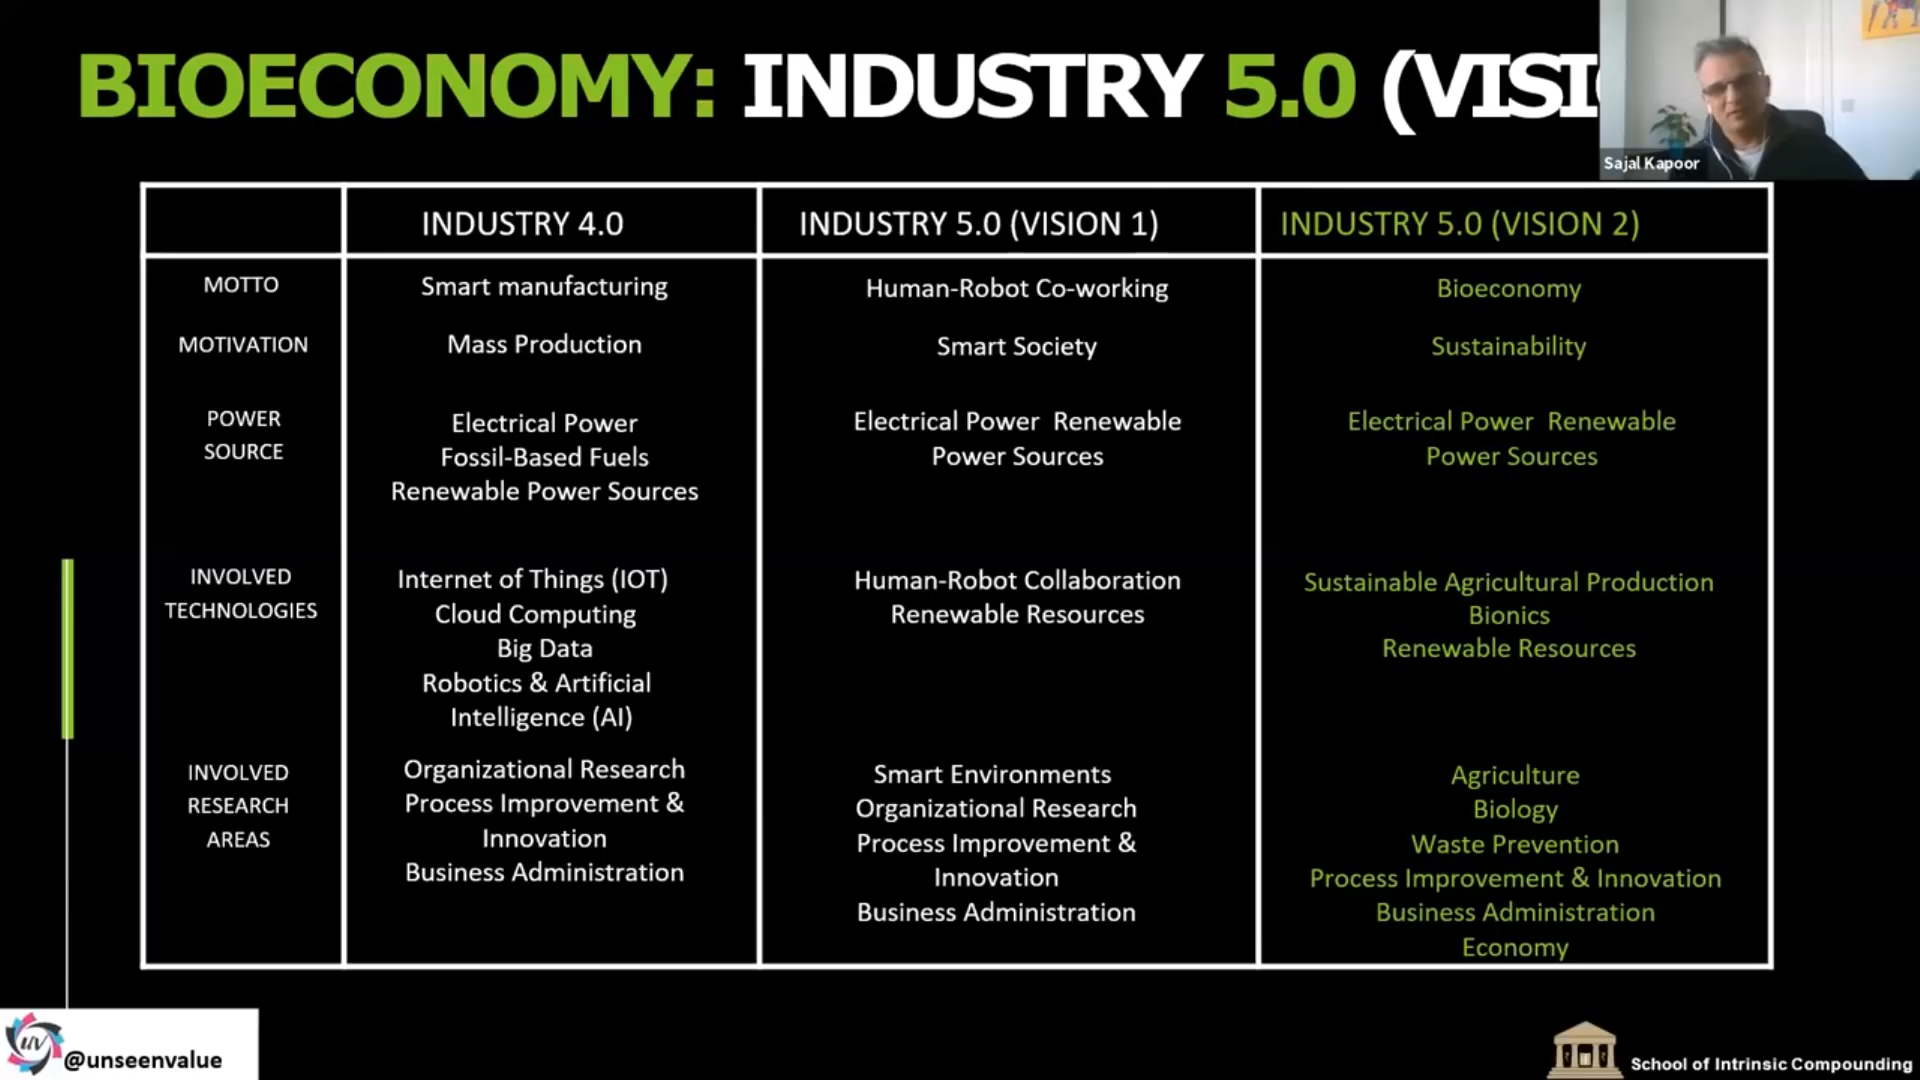 BIOECONOMY: INDUSTRY 5.0 (VISI
Sajal Kapoor
INDUSTRY 4.0
INDUSTRY 5.0 (VISION 1)
INDUSTRY 5.0 (VISION 2)
MOTTO
Smart manufacturing
Human-Robot Co-working
Bioeconomy
MOTIVATION
Mass Production
Smart Society
Sustainability
POWER
SOURCE
Electrical Power
Fossil-Based Fuels
Renewable Power Sources
Electrical Power Renewable
Power Sources
Electrical Power Renewable
Power Sources
INVOLVED
TECHNOLOGIES
Internet of Things (IOT)
Cloud Computing
Big Data
Robotics & Artificial
Intelligence (AI)
Human-Robot Collaboration
Renewable Resources
Sustainable Agricultural Production
Bionics
Renewable Resources
INVOLVED
RESEARCH
AREAS
Organizational Research
Process Improvement &
Innovation
Business Administration
Smart Environments
Organizational Research
Process Improvement &
Innovation
Business Administration
Agriculture
Biology
Waste Prevention
Process Improvement & Innovation
Business Administration
Economy
UV
@unseenvalue
School of Intrinsic Compounding